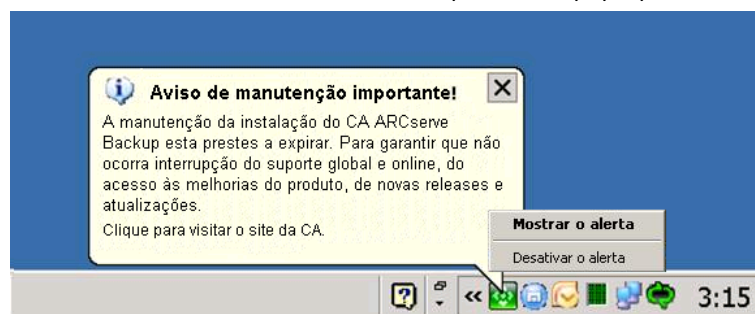 Aviso de manutenção importante!
A manutenção da instalação do CA ARCserve
Backup esta prestes a expirar. Para garantir que não
ocorra interrupção do suporte global e online, do
acesso às melhorias do produto, de novas releases e
atualizações.
Clique para visitar o site da CA.
Mostrar o alerta
Desativar o alerta
3:15